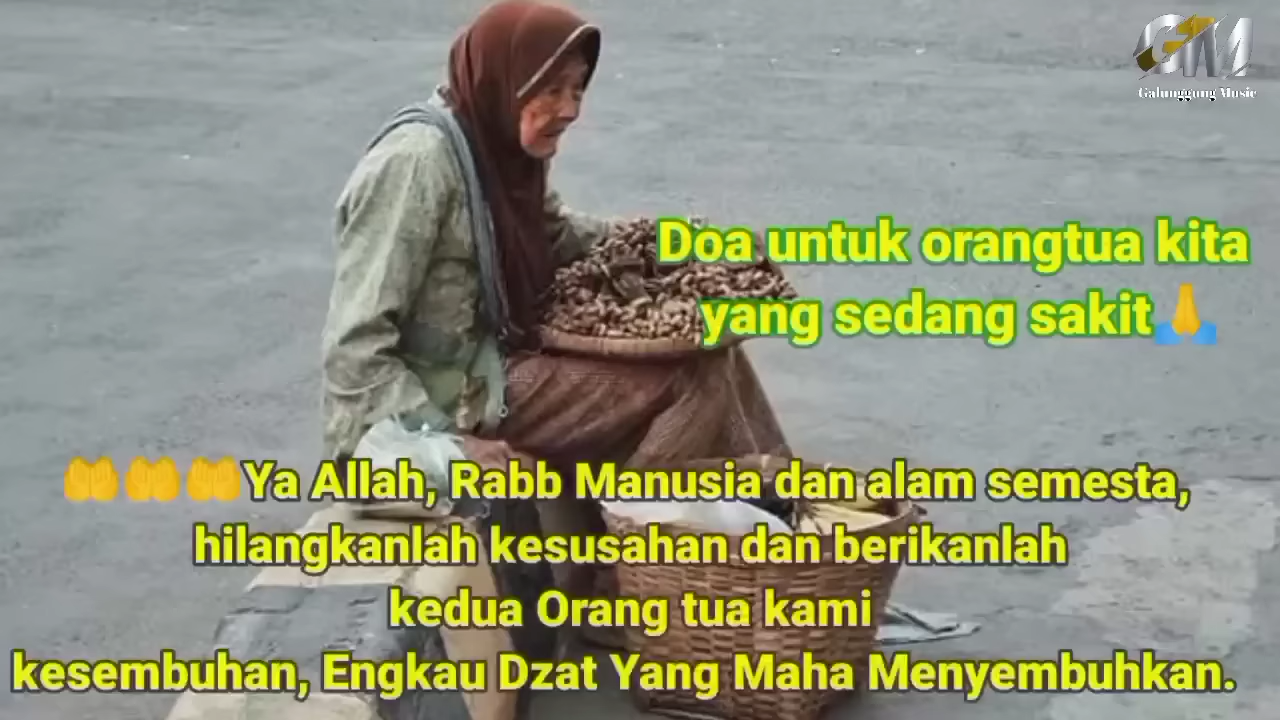 GM
Galunggung Music
Doa untuk orangtua kita
yang sedang sakit🙏
🤲🤲🤲Ya Allah, Rabb Manusia dan alam semesta,
hilangkanlah kesusahan dan berikanlah
kedua Orang tua kami
kesembuhan, Engkau Dzat Yang Maha Menyembuhkan.